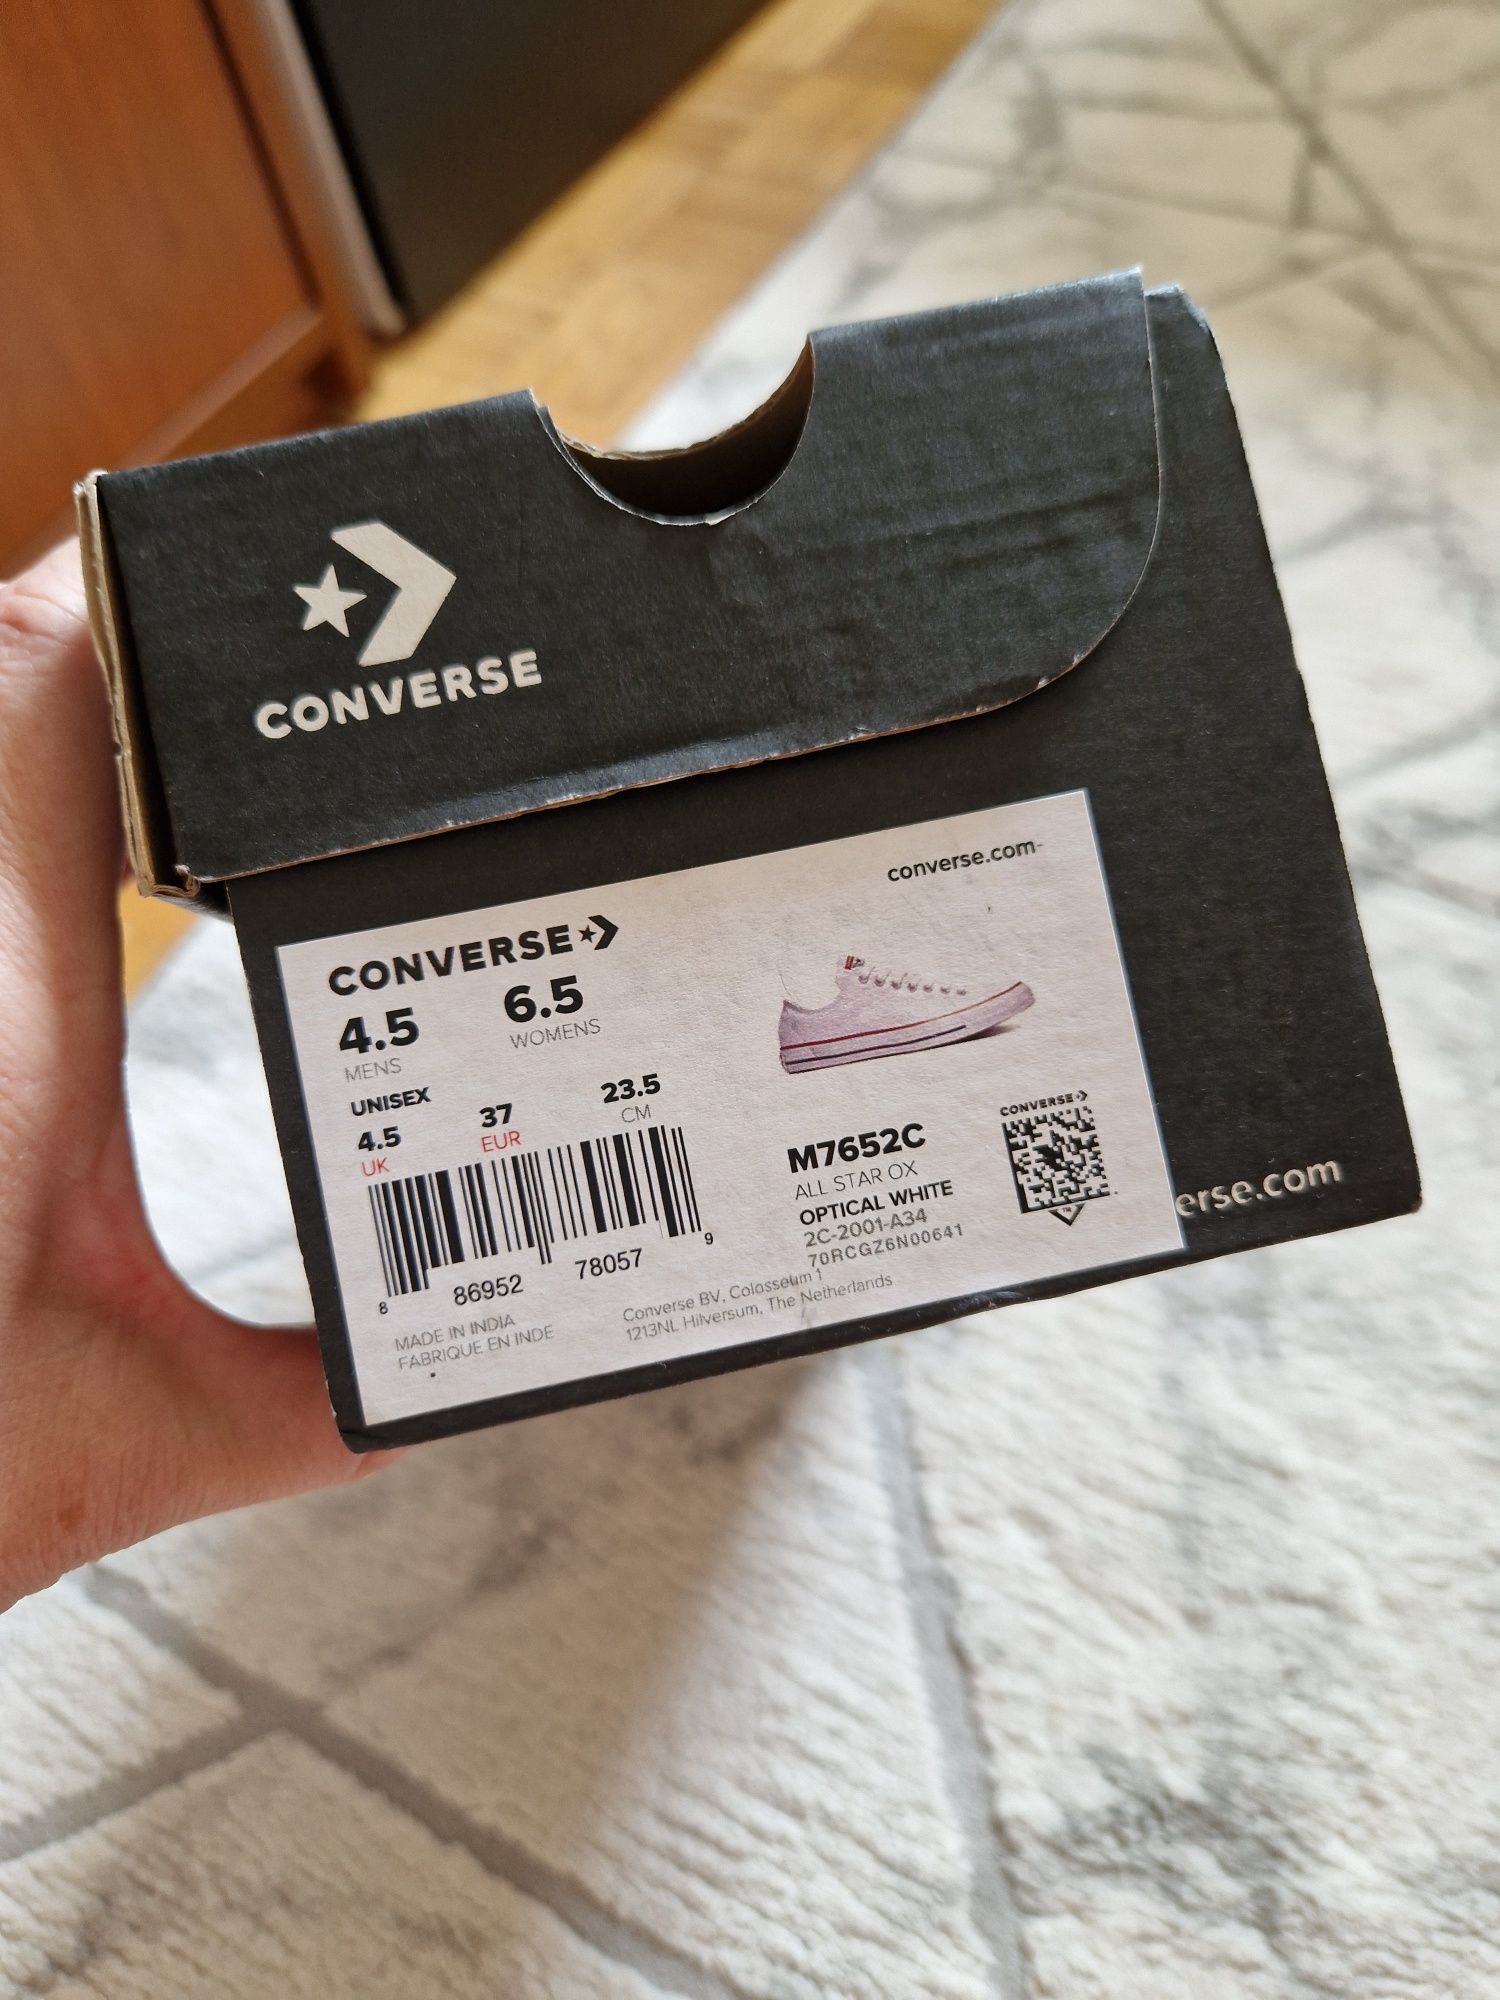 CONVERSE
converse.com
CONVERSE
4.5 6.5
MENS WOMENS
UNISEX
4.5 37 23.5
UK EUR CM
8 86952 78057 9
MADE IN INDIA
FABRIQUE EN INDE
CONVERSE
M7652C
ALL STAR OX
OPTICAL WHITE
2C-2001-A34
70RCGZ6N00641
Converse BV, Colosseum 1
1213NL Hilversum, The Netherlands
erse.com